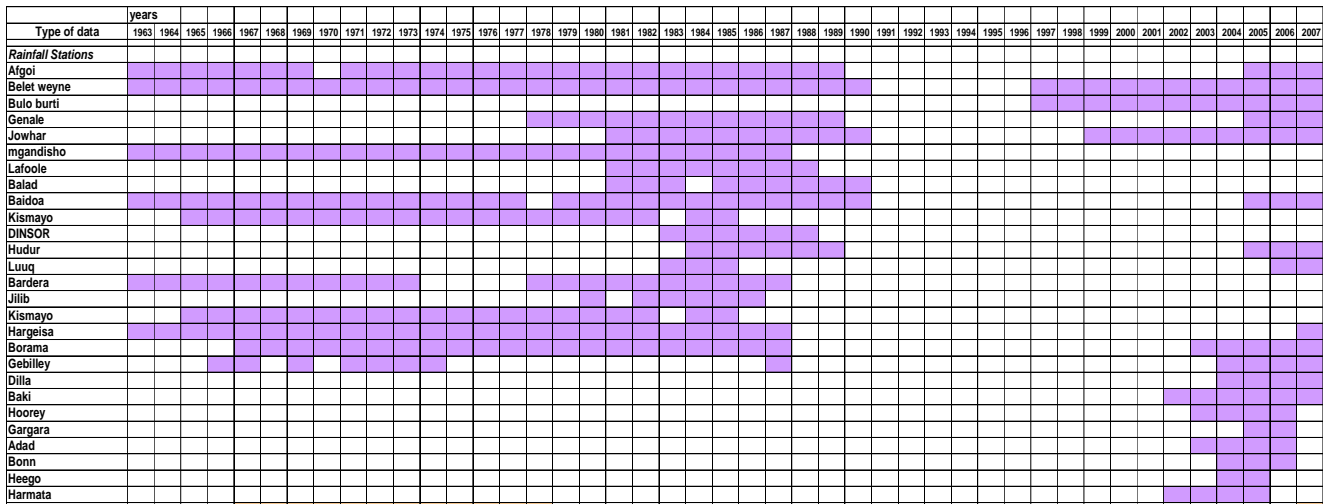 years
Type of data 1963 1964 1965 1966 1967 1968 1969 1970 1971 1972 1973 1974 1975 1976 1977 1978 1979 1980 1981 1982 1983 1984 1985 1986 1987 1988 1989 1990 1991 1992 1993 1994 1995 1996 1997 1998 1999 2000 2001 2002 2003 2004 2005 2006 2007
Rainfall Stations
Afgoi
Belet weyne
Bulo burti
Genale
Jowhar
mgandisho
Lafoole
Balad
Baidoa
Kismayo
DINSOR
Hudur
Luuq
Bardera
Jilib
Kismayo
Hargeisa
Borama
Gebilley
Dilla
Baki
Hoorey
Gargara
Adad
Bonn
Heego
Harmata